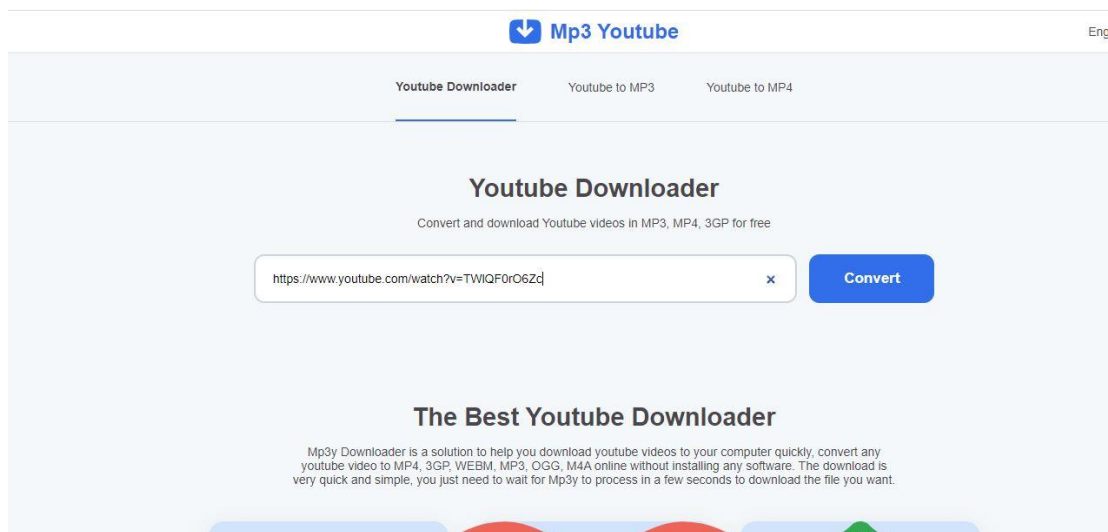 Mp3 Youtube
Eng
Youtube Downloader
Youtube to MP3
Youtube to MP4
Youtube Downloader
Convert and download Youtube videos in MP3, MP4, 3GP for free
https://www.youtube.com/watch?v=TWlQF0rO6Zc
×
Convert
The Best Youtube Downloader
Mp3y Downloader is a solution to help you download youtube videos to your computer quickly, convert any
youtube video to MP4, 3GP, WEBM, MP3, OGG, M4A online without installing any software. The download is
very quick and simple, you just need to wait for Mp3y to process in a few seconds to download the file you want.